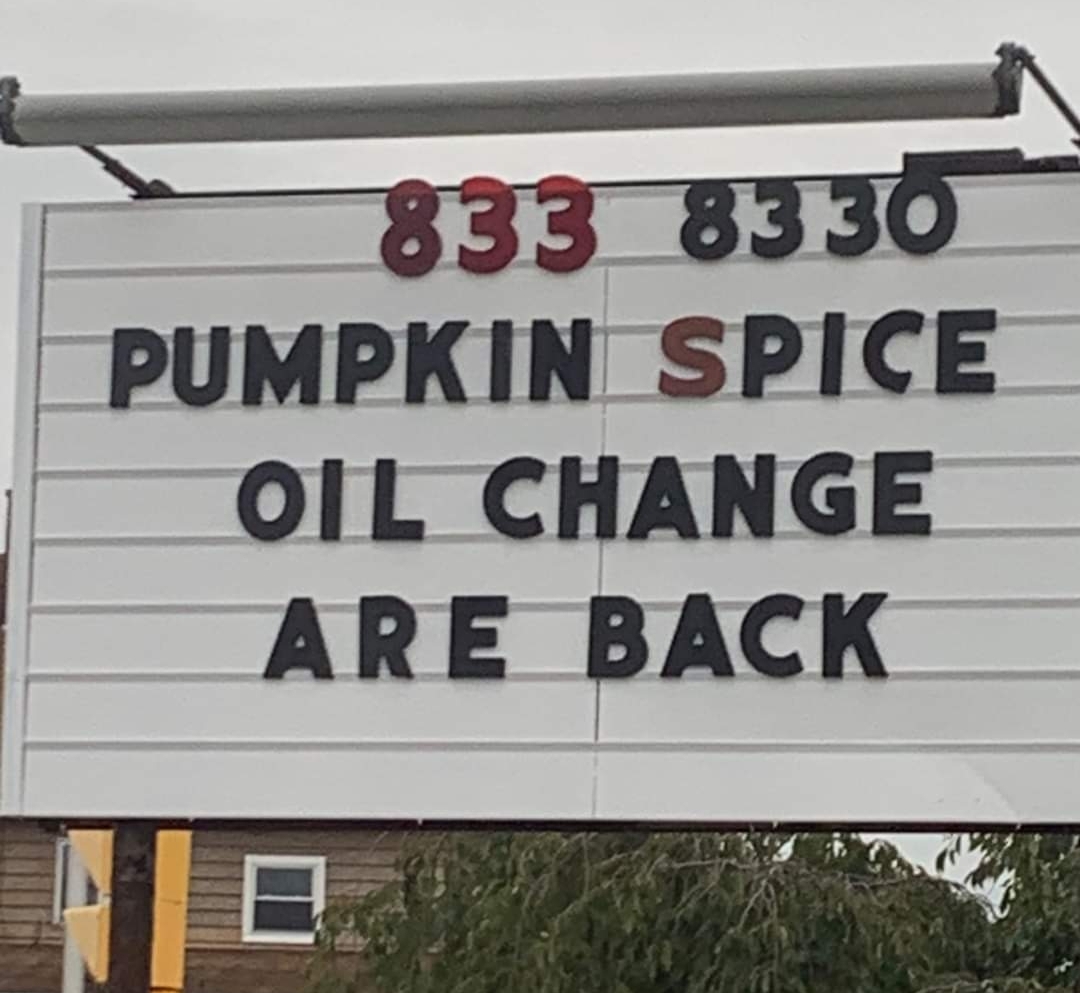 833 8330
PUMPKIN SPICE
OIL CHANGE
ARE BACK